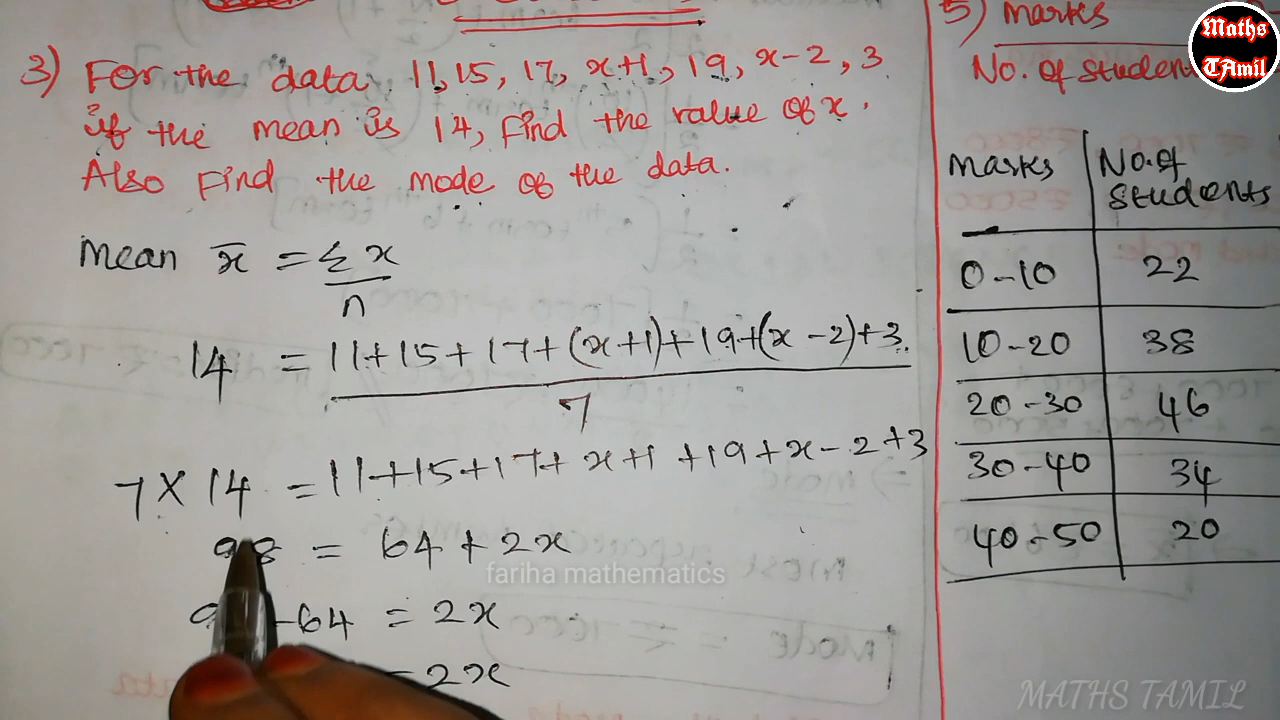 3) For the data 11, 15, 17, x+1, 19, x-2, 3
if the mean is 14, Find the value of x.
Also Find the mode of the data.
Mean x̄ = Σx
n
14 = 11+15+17+(x+1)+19+(x-2)+3
7
7×14 = 11+15+17+x+1+19+x-2+3
98 = 64+2x
-64 = 2x
= 2x
5) Marks
No. of student
Marks No. of Students
0-10 22
10-20 38
20-30 46
30-40 34
40-50 20
Maths
TAmil
fariha mathematics
MATHS TAMIL